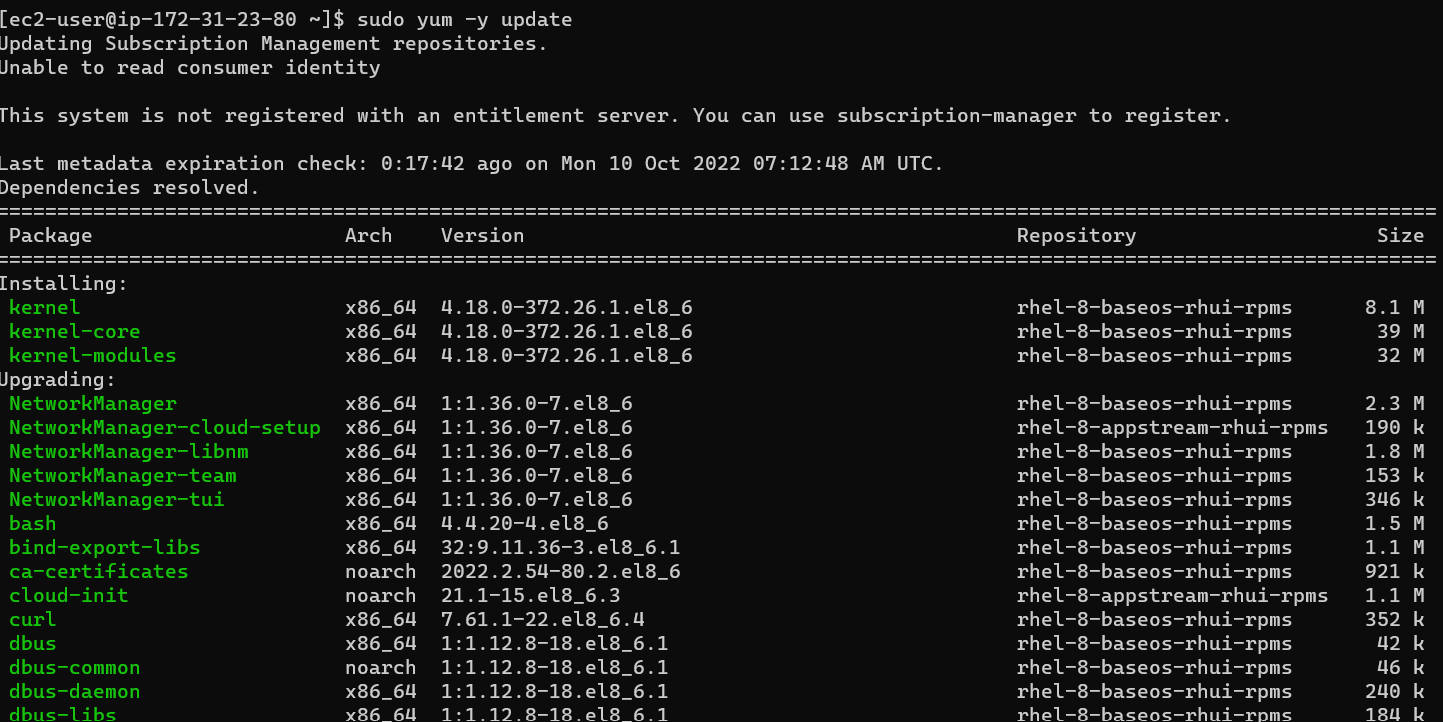 [ec2-user@ip-172-31-23-80 ~]$ sudo yum -y update
Updating Subscription Management repositories.
Unable to read consumer identity
This system is not registered with an entitlement server. You can use subscription-manager to register.
Last metadata expiration check: 0:17:42 ago on Mon 10 Oct 2022 07:12:48 AM UTC.
Dependencies resolved.
========================================================================================================================
Package Arch Version Repository Size
========================================================================================================================
Installing:
kernel x86_64 4.18.0-372.26.1.el8_6 rhel-8-baseos-rhui-rpms 8.1 M
kernel-core x86_64 4.18.0-372.26.1.el8_6 rhel-8-baseos-rhui-rpms 39 M
kernel-modules x86_64 4.18.0-372.26.1.el8_6 rhel-8-baseos-rhui-rpms 32 M
Upgrading:
NetworkManager x86_64 1:1.36.0-7.el8_6 rhel-8-baseos-rhui-rpms 2.3 M
NetworkManager-cloud-setup x86_64 1:1.36.0-7.el8_6 rhel-8-appstream-rhui-rpms 190 k
NetworkManager-libnm x86_64 1:1.36.0-7.el8_6 rhel-8-baseos-rhui-rpms 1.8 M
NetworkManager-team x86_64 1:1.36.0-7.el8_6 rhel-8-baseos-rhui-rpms 153 k
NetworkManager-tui x86_64 1:1.36.0-7.el8_6 rhel-8-baseos-rhui-rpms 346 k
bash x86_64 4.4.20-4.el8_6 rhel-8-baseos-rhui-rpms 1.5 M
bind-export-libs x86_64 32:9.11.36-3.el8_6.1 rhel-8-baseos-rhui-rpms 1.1 M
ca-certificates noarch 2022.2.54-80.2.el8_6 rhel-8-baseos-rhui-rpms 921 k
cloud-init noarch 21.1-15.el8_6.3 rhel-8-appstream-rhui-rpms 1.1 M
curl x86_64 7.61.1-22.el8_6.4 rhel-8-baseos-rhui-rpms 352 k
dbus x86_64 1:1.12.8-18.el8_6.1 rhel-8-baseos-rhui-rpms 42 k
dbus-common noarch 1:1.12.8-18.el8_6.1 rhel-8-baseos-rhui-rpms 46 k
dbus-daemon x86_64 1:1.12.8-18.el8_6.1 rhel-8-baseos-rhui-rpms 240 k
dbus-libs x86_64 1:1.12.8-18.el8_6.1 rhel-8-baseos-rhui-rpms 184 k